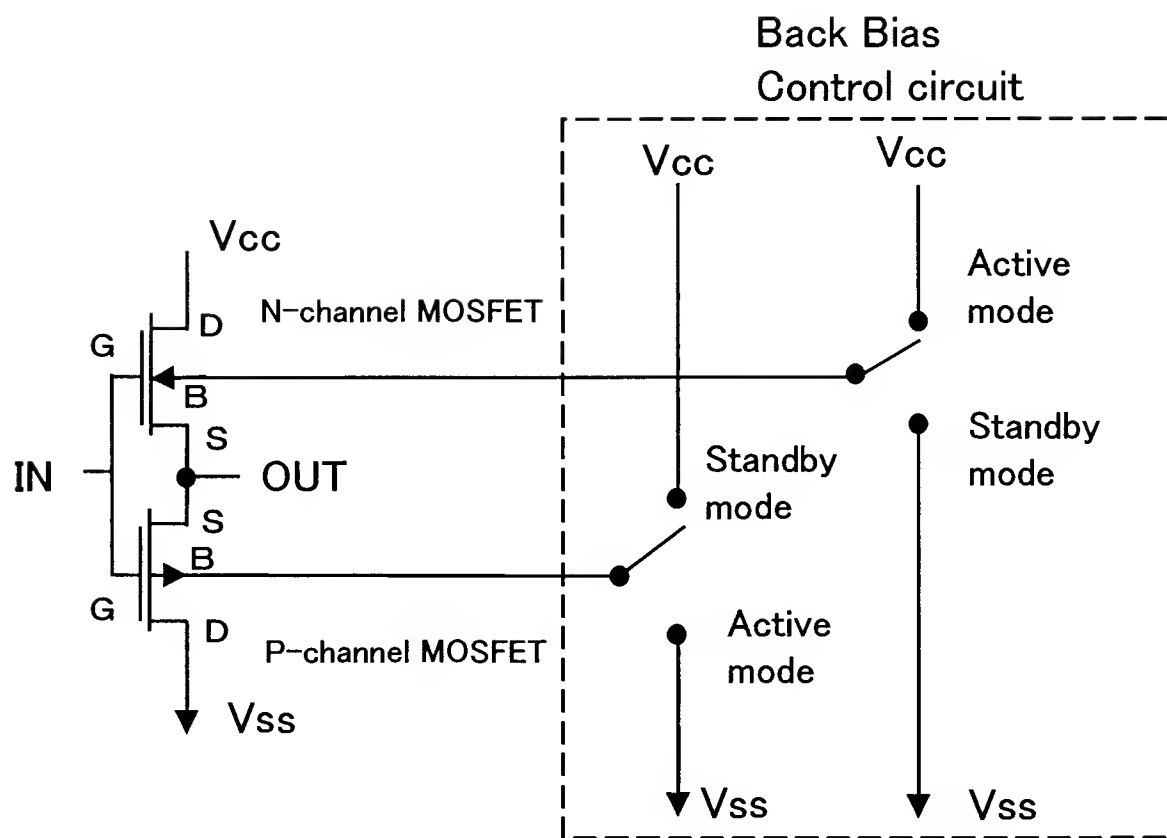 Back Bias
Control circuit
Vcc
Vcc
Vcc
Active
mode
N-channel MOSFET
D
G
B
S
Standby
mode
Standby
mode
IN
OUT
S
B
G
D
Active
mode
P-channel MOSFET
Vss
Vss
Vss